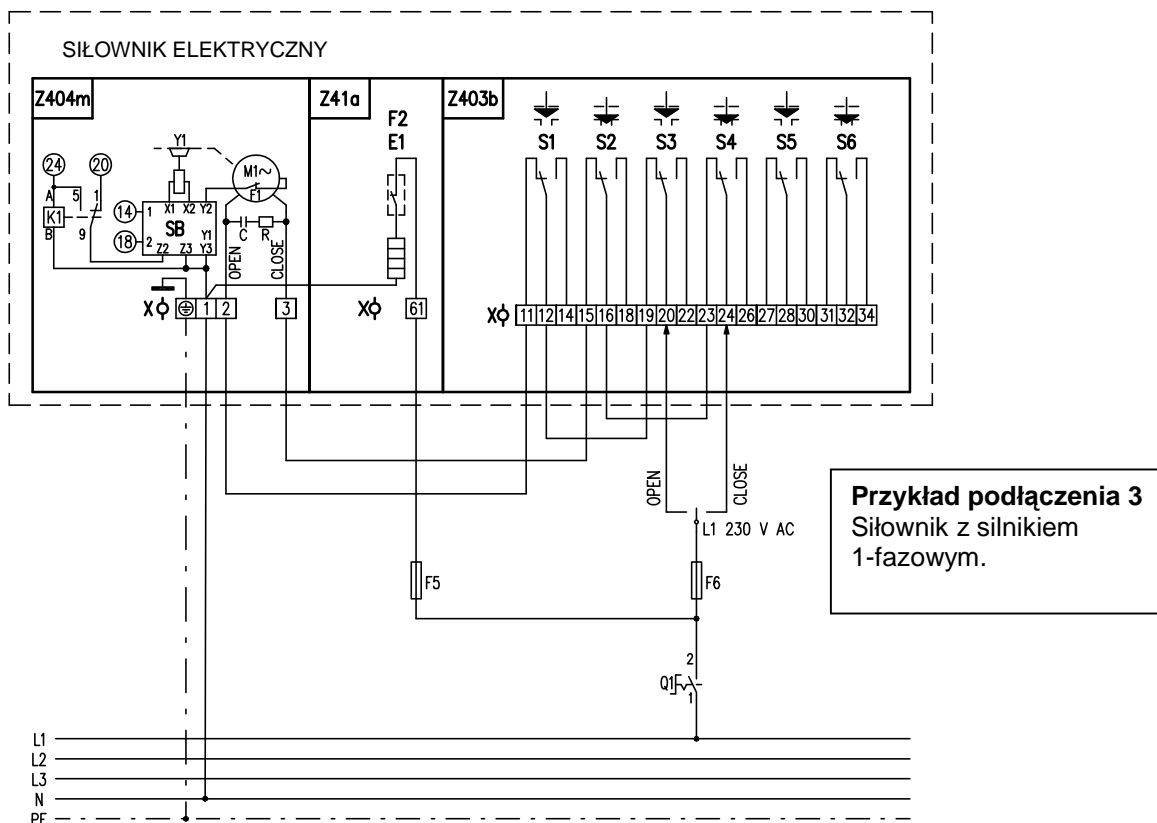 SIŁOWNIK ELEKTRYCZNY
Z404m
Z41a
Z403b
F2
E1
S1 S2 S3 S4 S5 S6
Y1
24 20
M1~
F1
A 5 1
K1
B 9
14 1 X1 X2 Y2
SB
18 2 Y1
Z2 Z3 Y3
C R
OPEN CLOSE
X 1 2 3
X 61
X 11 12 14 15 16 18 19 20 22 23 24 26 27 28 30 31 32 34
OPEN CLOSE
L1 230 V AC
Przykład podłączenia 3
Siłownik z silnikiem
1-fazowym.
F5 F6
2
Q1
1
L1
L2
L3
N
PE